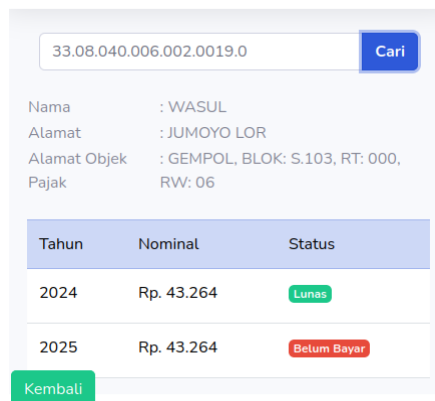 33.08.040.006.002.0019.0 Cari
Nama : WASUL
Alamat : JUMOYO LOR
Alamat Objek : GEMPOL, BLOK: S.103, RT: 000,
Pajak RW: 06
Tahun Nominal Status
2024 Rp. 43.264 Lunas
2025 Rp. 43.264 Belum Bayar
Kembali